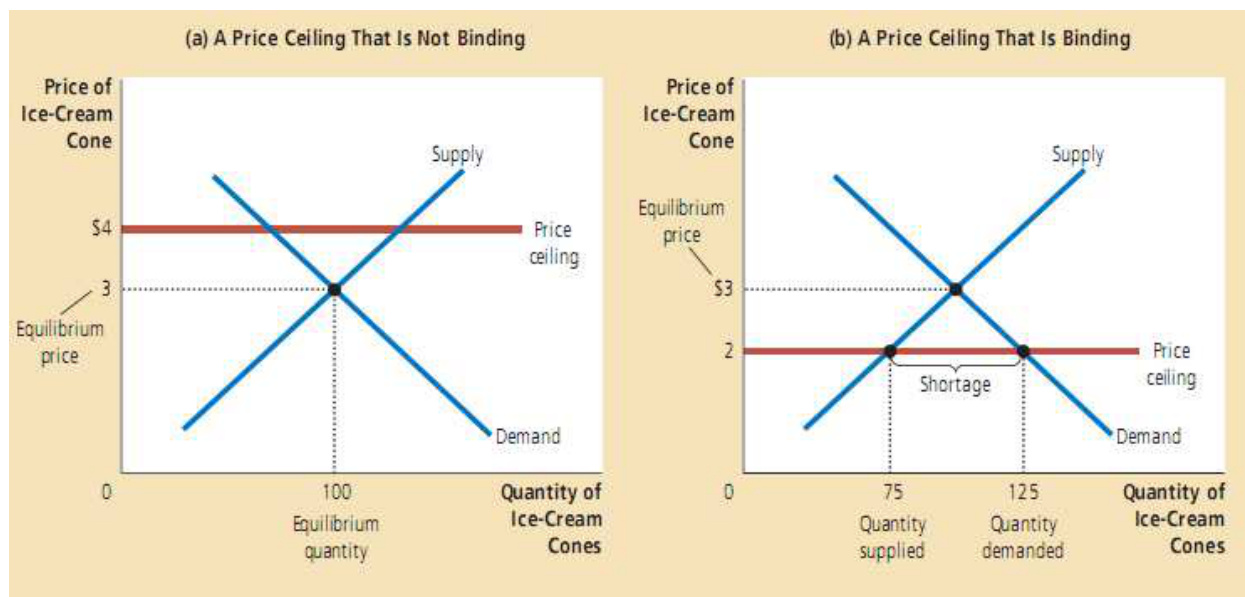 (a) A Price Ceiling That Is Not Binding
Price of
Ice-Cream
Cone
Supply
$4
Price
ceiling
3
Equilibrium
price
Demand
0
100
Quantity of
Ice-Cream
Cones
Equilibrium
quantity
(b) A Price Ceiling That Is Binding
Price of
Ice-Cream
Cone
Supply
Equilibrium
price
$3
2
Price
ceiling
Shortage
Demand
0
75
125
Quantity of
Ice-Cream
Cones
Quantity
supplied
Quantity
demanded